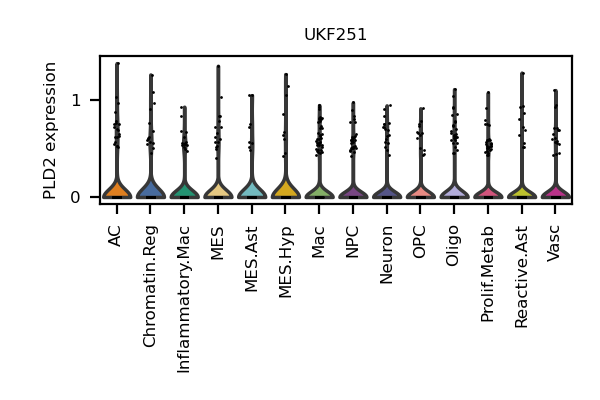 UKF251
PLD2 expression
1
0
AC
Chromatin.Reg
Inflammatory.Mac
MES
MES.Ast
MES.Hyp
Mac
NPC
Neuron
OPC
Oligo
Prolif.Metab
Reactive.Ast
Vasc